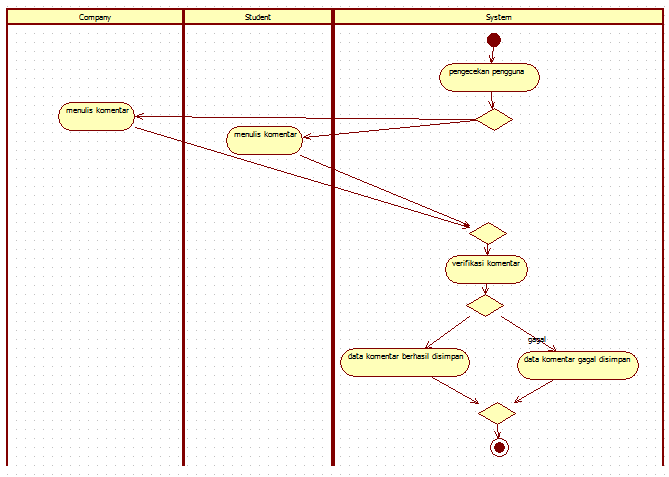 Company
Student
System
pengecekan pengguna
menulis komentar
menulis komentar
verifikasi komentar
gagal
data komentar berhasil disimpan
data komentar gagal disimpan